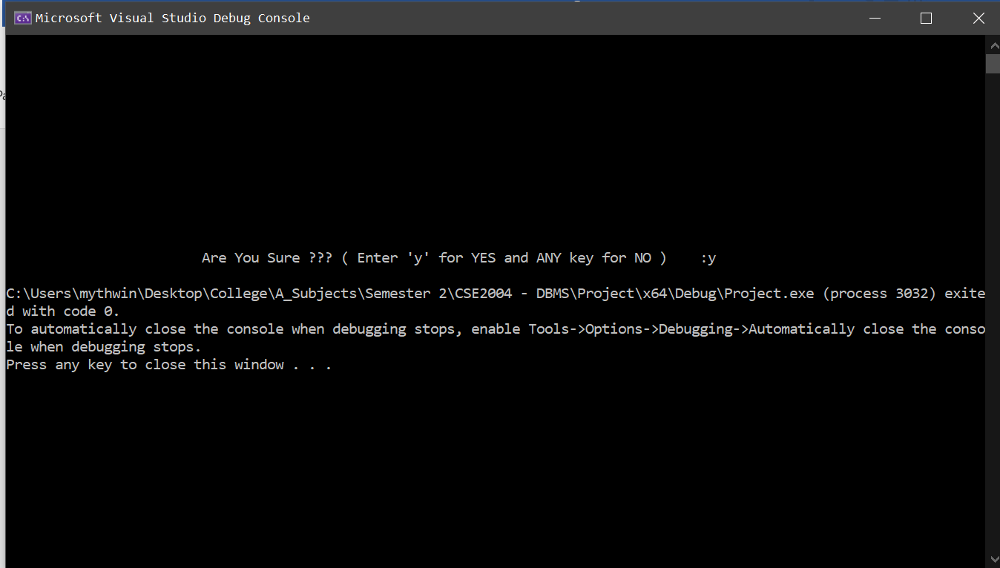 Microsoft Visual Studio Debug Console
Are You Sure ??? ( Enter 'y' for YES and ANY key for NO )    :y
C:\Users\mythwin\Desktop\College\A_Subjects\Semester 2\CSE2004 - DBMS\Project\x64\Debug\Project.exe (process 3032) exite
d with code 0.
To automatically close the console when debugging stops, enable Tools->Options->Debugging->Automatically close the conso
le when debugging stops.
Press any key to close this window . . .